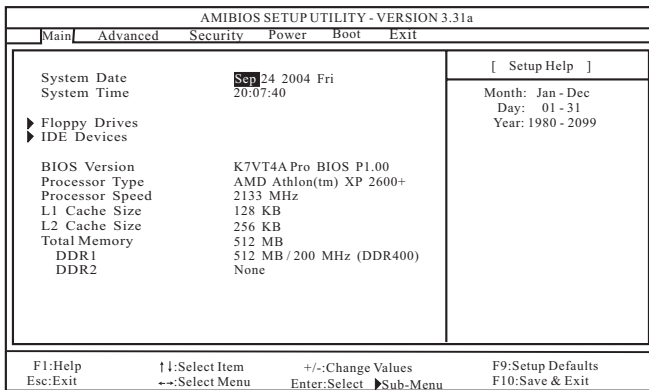 AMIBIOS SETUP UTILITY - VERSION 3.31a
Main Advanced Security Power Boot Exit
[ Setup Help ]
System Date Sep 24 2004 Fri
Month: Jan - Dec
System Time 20:07:40
Day: 01 - 31
Year: 1980 - 2099
Floppy Drives
IDE Devices
BIOS Version K7VT4A Pro BIOS P1.00
Processor Type AMD Athlon(tm) XP 2600+
Processor Speed 2133 MHz
L1 Cache Size 128 KB
L2 Cache Size 256 KB
Total Memory 512 MB
DDR1 512 MB / 200 MHz (DDR400)
DDR2 None
F1:Help ↑↓:Select Item +/-:Change Values F9:Setup Defaults
Esc:Exit ←→:Select Menu Enter:Select ▶Sub-Menu F10:Save & Exit